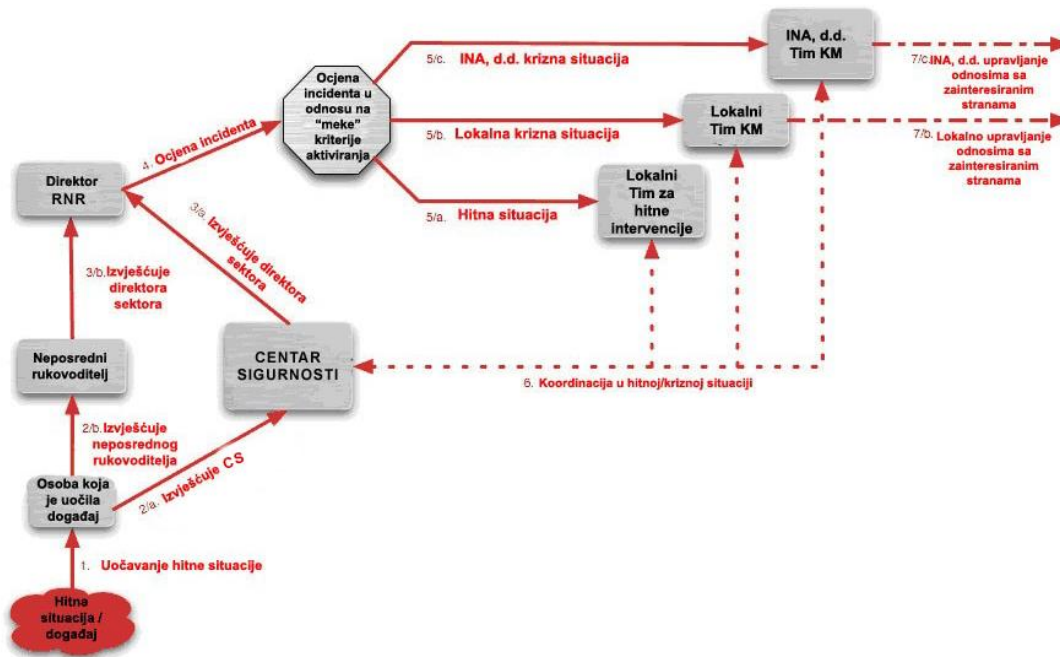 INA, d.d.
Tim KM
5/c. INA, d.d. krizna situacija
7/c. INA, d.d. upravljanje
odnosima sa
zainteresiranim
stranama
Ocjena
incidenta u
odnosu na
“meke”
kriterije
aktiviranja
Lokalni
Tim KM
5/b. Lokalna krizna situacija
7/b. Lokalno upravljanje
odnosima sa
zainteresiranim
stranama
4. Ocjena incidenta
Direktor
RNR
Lokalni
Tim za
hitne
intervencije
5/a. Hitna situacija
3/a. Izvješćuje direktora
sektora
3/b. Izvješćuje
direktora
sektora
Neposredni
rukovoditelj
CENTAR
SIGURNOSTI
6. Koordinacija u hitnoj/kriznoj situaciji
2/b. Izvješćuje
neposrednog
rukovoditelja
2/a. Izvješćuje CS
Osoba koja
je uočila
događaj
1. Uočavanje hitne situacije
Hitna
situacija /
događaj